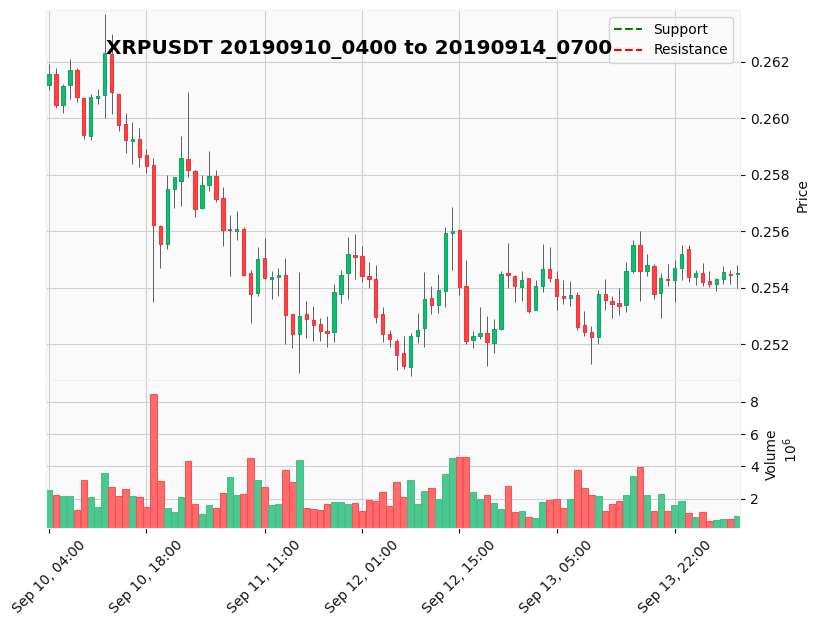 XRPUSDT 20190910_0400 to 20190914_0700
Support
Resistance
0.262
0.260
0.258
0.256
0.254
0.252
Price
8
6
4
2
Volume
10^6
Sep 10, 04:00
Sep 10, 18:00
Sep 11, 11:00
Sep 12, 01:00
Sep 12, 15:00
Sep 13, 05:00
Sep 13, 22:00